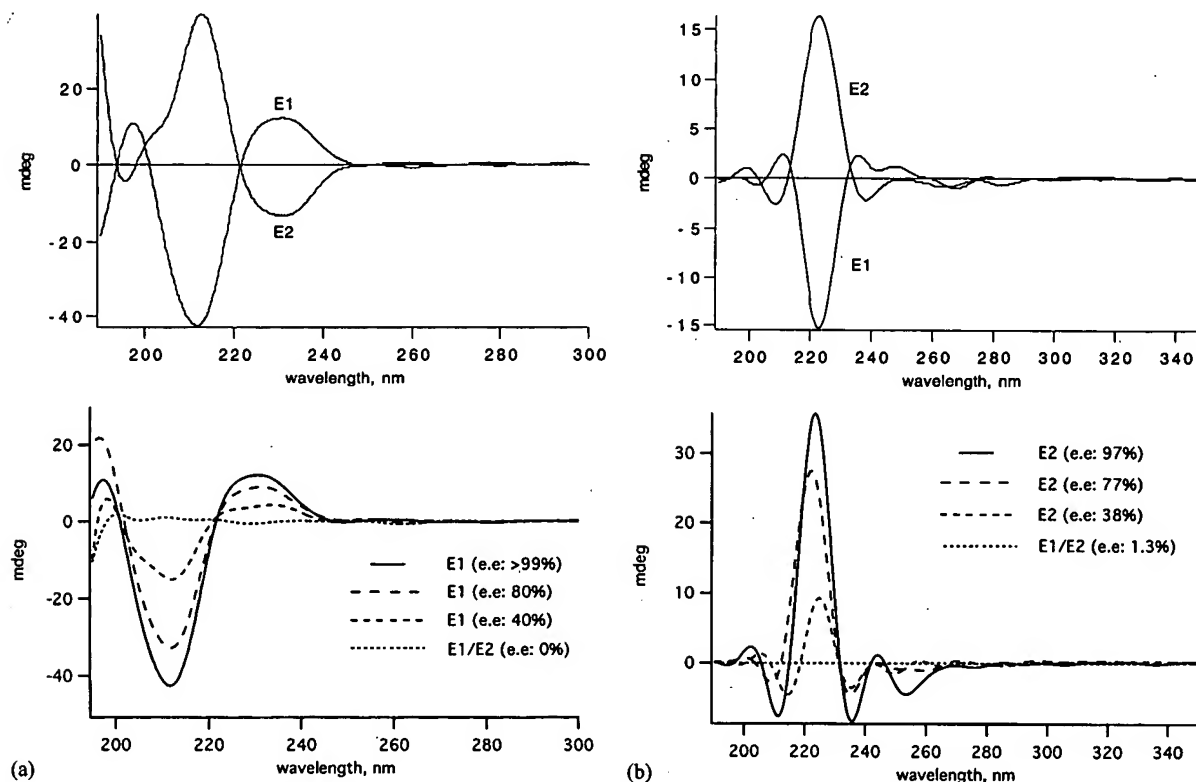 20
0
-20
-40
mdeg
E1
E2
200 220 240 260 280 300
wavelength, nm
15
10
5
0
-5
-10
-15
mdeg
E2
E1
200 220 240 260 280 300 320 340
wavelength, nm
20
0
-20
-40
mdeg
E1 (e.e: >99%)
E1 (e.e: 80%)
E1 (e.e: 40%)
E1/E2 (e.e: 0%)
200 220 240 260 280 300
wavelength, nm
(a)
30
20
10
0
mdeg
E2 (e.e: 97%)
E2 (e.e: 77%)
E2 (e.e: 38%)
E1/E2 (e.e: 1.3%)
200 220 240 260 280 300 320 340
wavelength, nm
(b)